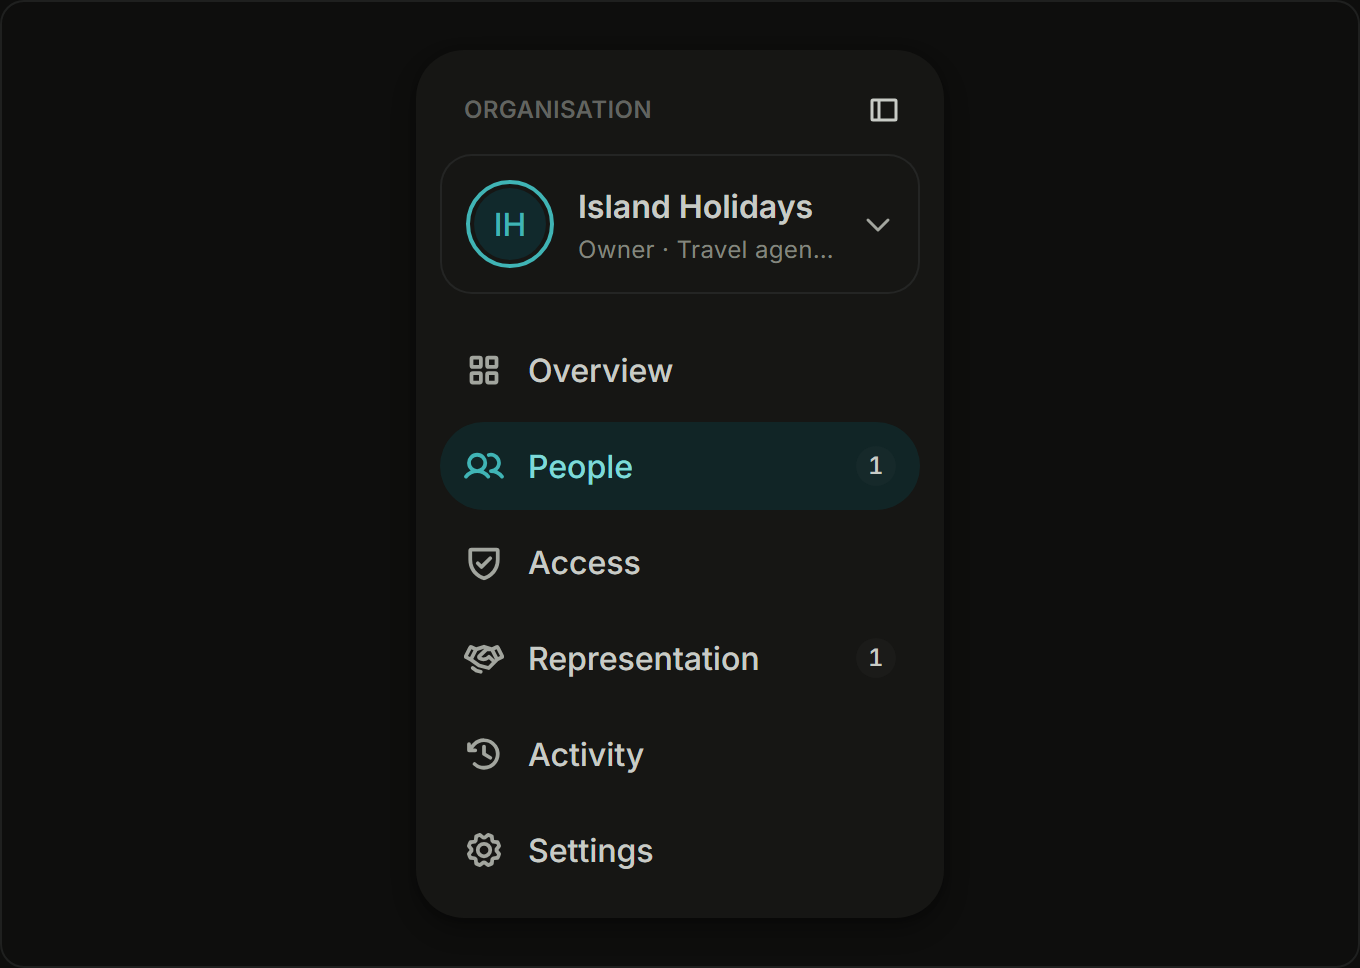 ORGANISATION
IH
Island Holidays
Owner · Travel agen...
Overview
People 1
Access
Representation 1
Activity
Settings